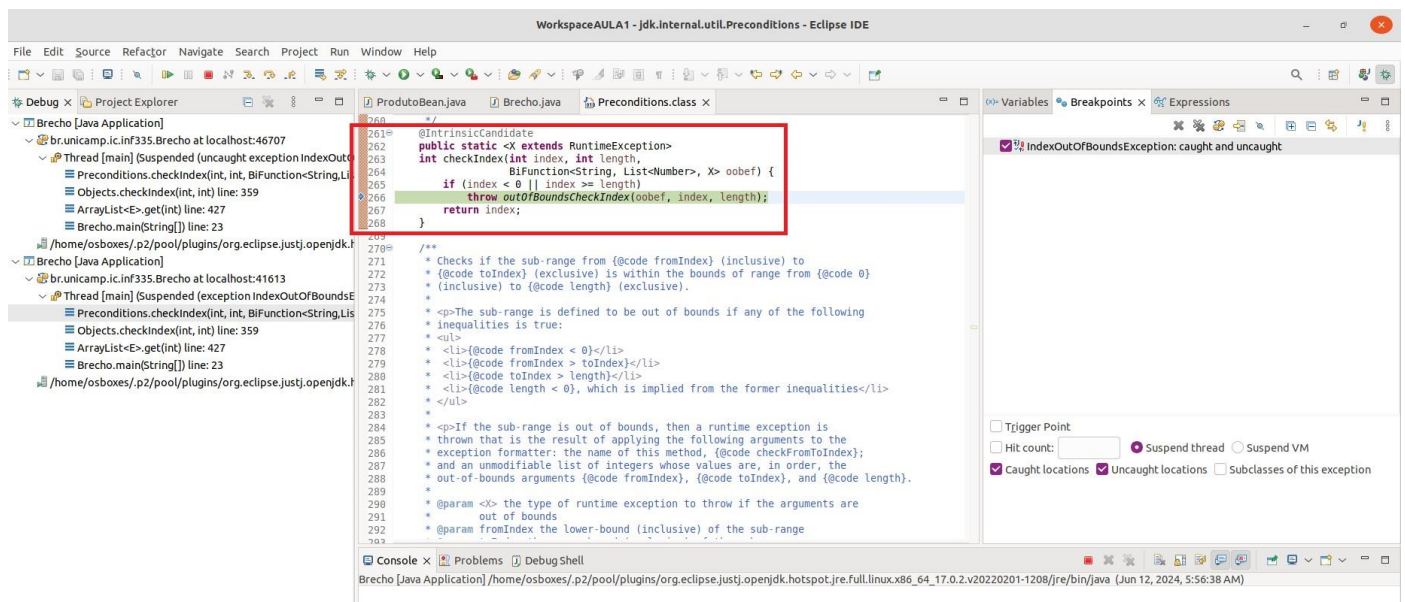 WorkspaceAULA1 - jdk.internal.util.Preconditions - Eclipse IDE
File Edit Source Refactor Navigate Search Project Run Window Help
Debug Project Explorer
Brecho [Java Application]
br.unicamp.ic.inf335.Brecho at localhost:46707
Thread [main] (Suspended (uncaught exception IndexOutO
Preconditions.checkIndex(int, int, BiFunction<String,Li
Objects.checkIndex(int, int) line: 359
ArrayList<E>.get(int) line: 427
Brecho.main(String[]) line: 23
/home/osboxes/.p2/pool/plugins/org.eclipse.justj.openjdk.h
Brecho [Java Application]
br.unicamp.ic.inf335.Brecho at localhost:41613
Thread [main] (Suspended (exception IndexOutOfBoundsE
Preconditions.checkIndex(int, int, BiFunction<String,Lis
Objects.checkIndex(int, int) line: 359
ArrayList<E>.get(int) line: 427
Brecho.main(String[]) line: 23
/home/osboxes/.p2/pool/plugins/org.eclipse.justj.openjdk.h
ProdutoBean.java Brecho.java Preconditions.class
260 */
261 @IntrinsicCandidate
262 public static <X extends RuntimeException>
263 int checkIndex(int index, int length,
264 BiFunction<String, List<Number>, X> oobef) {
265 if (index < 0 || index >= length)
266 throw outOfBoundsCheckIndex(oobef, index, length);
267 return index;
268 }
269
270 /**
271 * Checks if the sub-range from {@code fromIndex} (inclusive) to
272 * {@code toIndex} (exclusive) is within the bounds of range from {@code 0}
273 * (inclusive) to {@code length} (exclusive).
274 *
275 * <p>The sub-range is defined to be out of bounds if any of the following
276 * inequalities is true:
277 * <ul>
278 * <li>{@code fromIndex < 0}</li>
279 * <li>{@code fromIndex > toIndex}</li>
280 * <li>{@code toIndex > length}</li>
281 * <li>{@code length < 0}, which is implied from the former inequalities</li>
282 * </ul>
283 *
284 * <p>If the sub-range is out of bounds, then a runtime exception is
285 * thrown that is the result of applying the following arguments to the
286 * exception formatter: the name of this method, {@code checkFromToIndex};
287 * and an unmodifiable list of integers whose values are, in order, the
288 * out-of-bounds arguments {@code fromIndex}, {@code toIndex}, and {@code length}.
289 *
290 * @param <X> the type of runtime exception to throw if the arguments are
291 * out of bounds
292 * @param fromIndex the lower-bound (inclusive) of the sub-range
293
Variables Breakpoints Expressions
IndexOutOfBoundsException: caught and uncaught
Trigger Point
Hit count: Suspend thread Suspend VM
Caught locations Uncaught locations Subclasses of this exception
Console Problems Debug Shell
Brecho [Java Application] /home/osboxes/.p2/pool/plugins/org.eclipse.justj.openjdk.hotspot.jre.full.linux.x86_64_17.0.2.v20220201-1208/jre/bin/java (Jun 12, 2024, 5:56:38 AM)